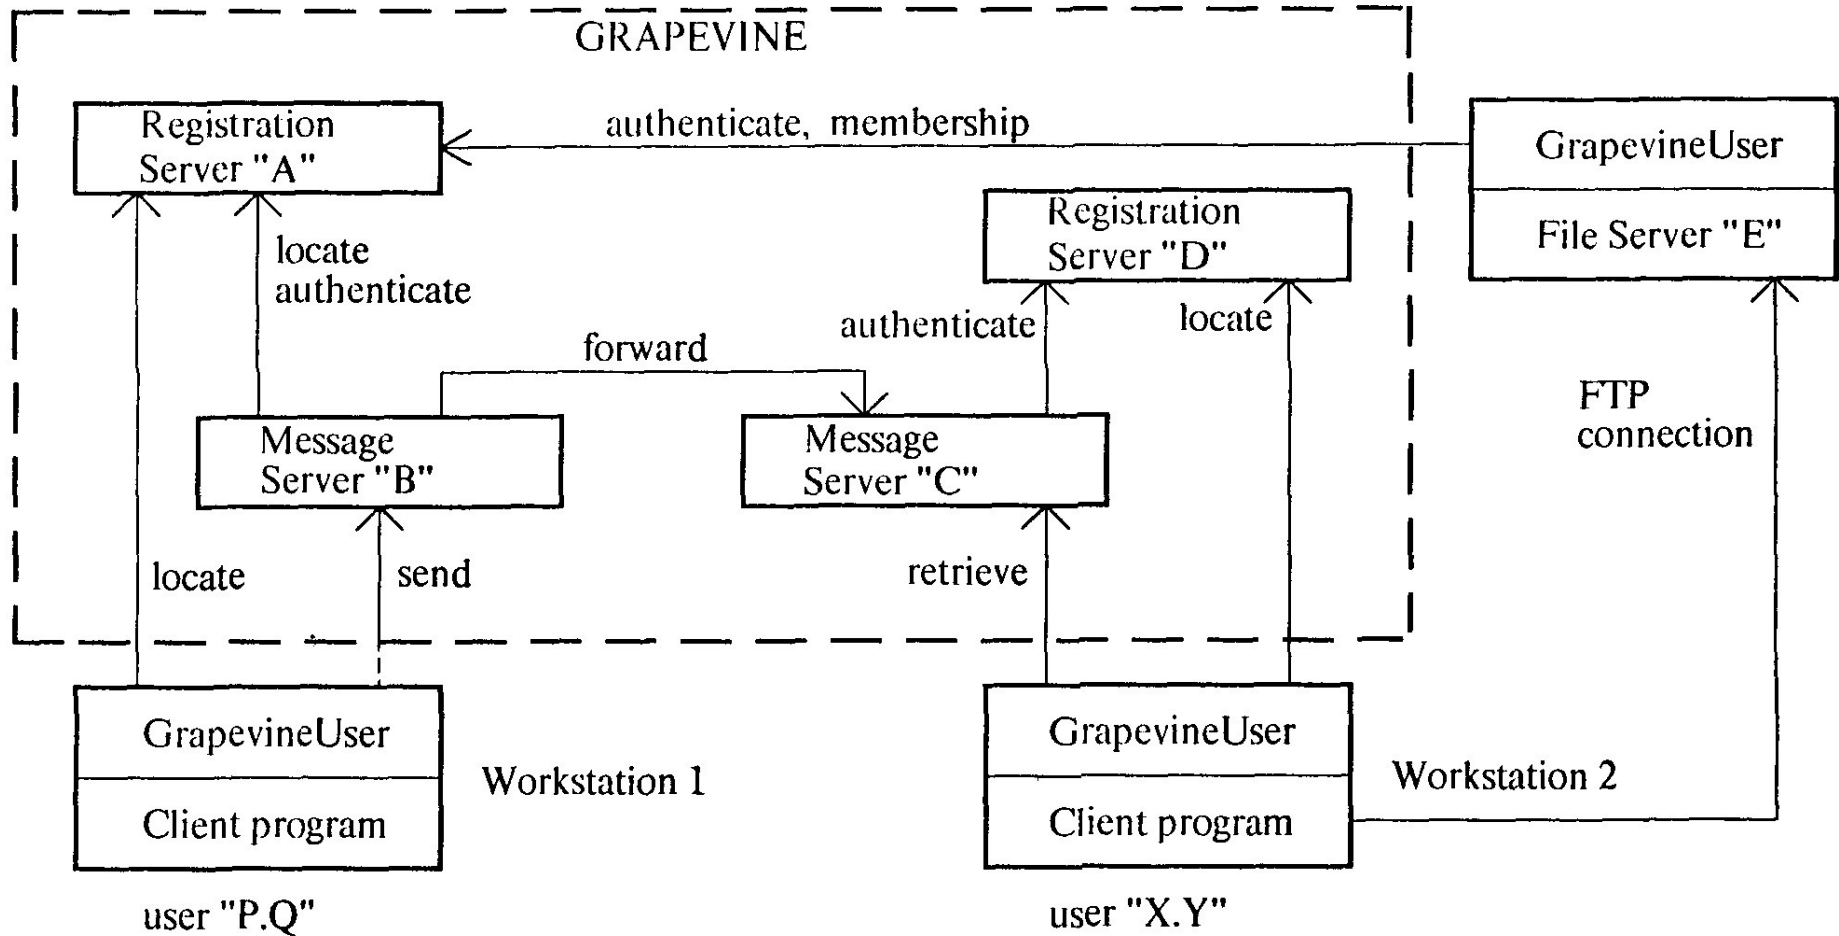 GRAPEVINE
Registration
Server "A"
authenticate, membership
GrapevineUser
File Server "E"
Registration
Server "D"
locate
authenticate
authenticate
locate
forward
FTP
connection
Message
Server "B"
Message
Server "C"
locate
send
retrieve
GrapevineUser
Client program
Workstation 1
GrapevineUser
Client program
Workstation 2
user "P.Q"
user "X.Y"